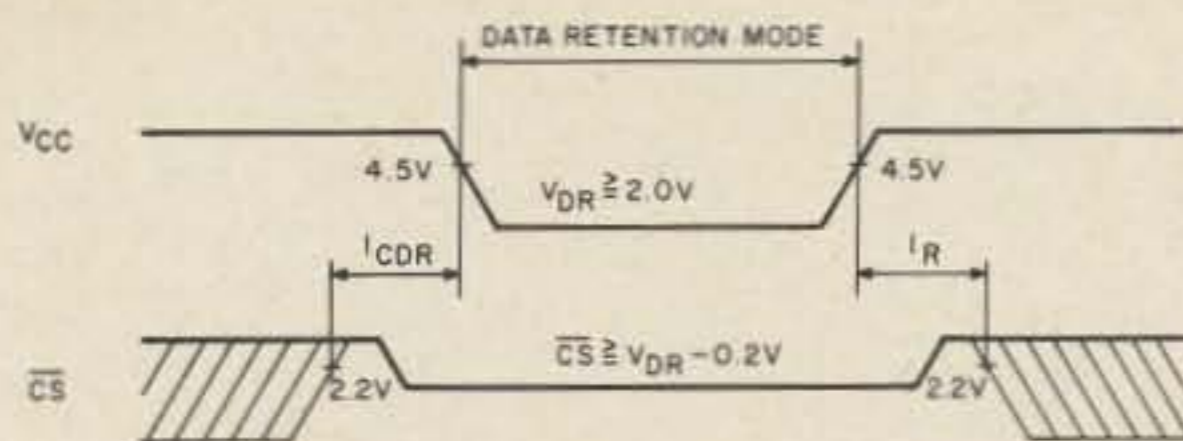 DATA RETENTION MODE
VCC
4.5V
VDR ≧ 2.0V
4.5V
tCDR
tR
CS ≧ VDR - 0.2V
CS
2.2V
2.2V